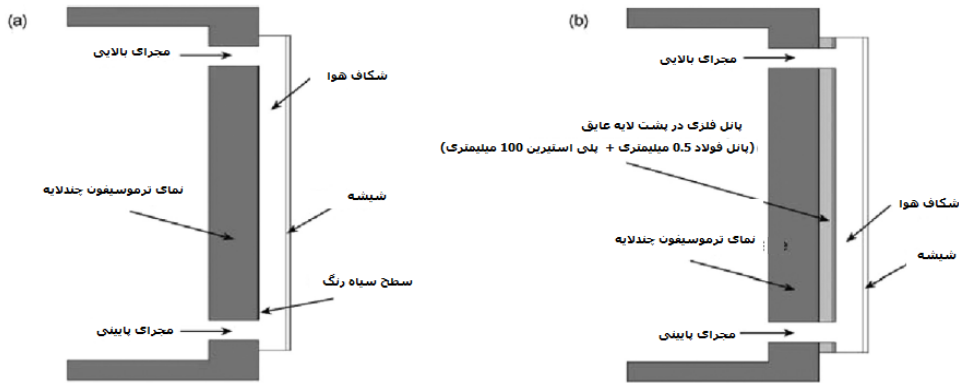 (a)
مجرای بالایی
شکاف هوا
نمای ترموسیفون چندلایه
شیشه
سطح سیاه رنگ
مجرای پایینی
(b)
مجرای بالایی
پانل فلزی در پشت لایه عایق
(پانل فولاد 0.5 میلیمتری + پلی استیرین 100 میلیمتری)
شکاف هوا
نمای ترموسیفون چندلایه
شیشه
مجرای پایینی